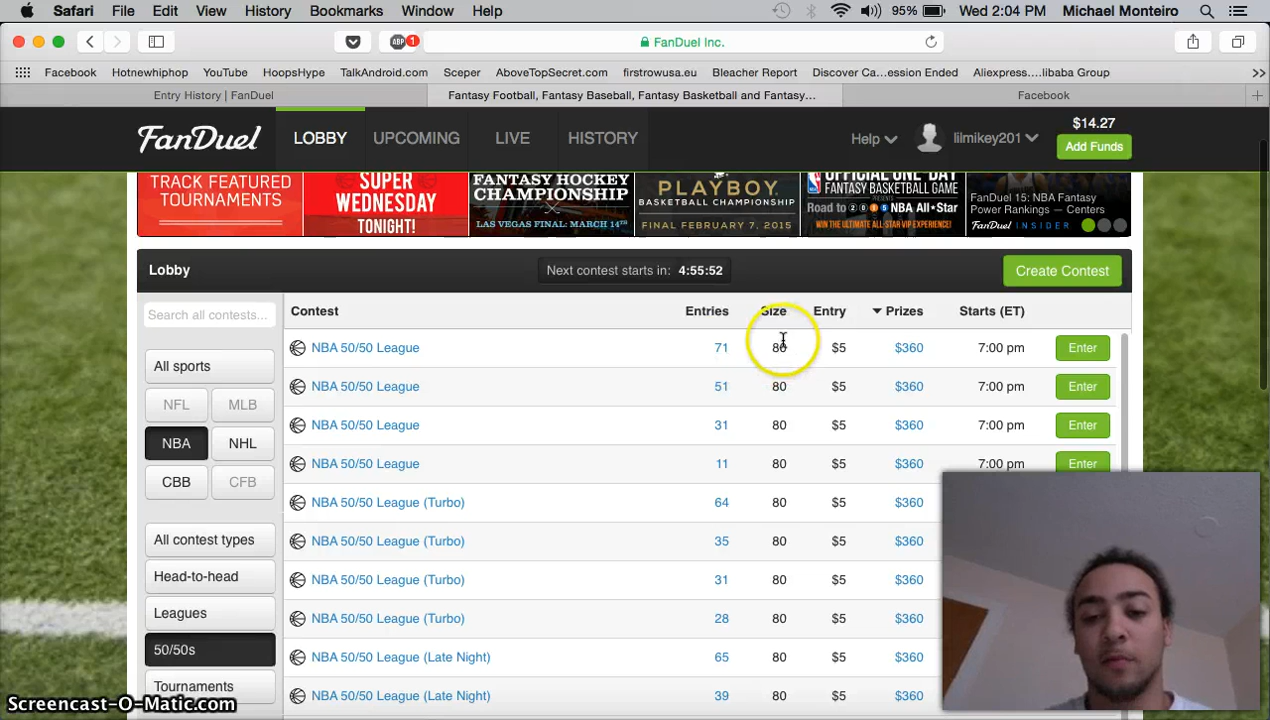 Safari File Edit View History Bookmarks Window Help 95% Wed 2:04 PM Michael Monteiro
ABP 1 FanDuel Inc.
Facebook Hotnewhiphop YouTube HoopsHype TalkAndroid.com Sceper AboveTopSecret.com firstrowusa.eu Bleacher Report Discover Ca...ession Ended Aliexpress....libaba Group >>
Entry History | FanDuel Fantasy Football, Fantasy Baseball, Fantasy Basketball and Fantasy... Facebook +
FanDuel LOBBY UPCOMING LIVE HISTORY Help lilmikey201 $14.27
Add Funds
TRACK FEATURED
TOURNAMENTS
SUPER
WEDNESDAY
TONIGHT!
FANTASY HOCKEY
CHAMPIONSHIP
LAS VEGAS FINAL: MARCH 14TH
PLAYBOY
BASKETBALL CHAMPIONSHIP
FINAL FEBRUARY 7, 2015
OFFICIAL ONE-DAY
FANTASY BASKETBALL GAME
Road to 2015 NBA All-Star
WIN THE ULTIMATE ALL-STAR VIP EXPERIENCE!
FanDuel 15: NBA Fantasy
Power Rankings — Centers
FanDuel INSIDER
Lobby Next contest starts in: 4:55:52 Create Contest
Search all contests...
All sports
NFL MLB
NBA NHL
CBB CFB
All contest types
Head-to-head
Leagues
50/50s
Tournaments
Contest Entries Size Entry Prizes Starts (ET)
NBA 50/50 League 71 80 $5 $360 7:00 pm Enter
NBA 50/50 League 51 80 $5 $360 7:00 pm Enter
NBA 50/50 League 31 80 $5 $360 7:00 pm Enter
NBA 50/50 League 11 80 $5 $360 7:00 pm Enter
NBA 50/50 League (Turbo) 64 80 $5 $360
NBA 50/50 League (Turbo) 35 80 $5 $360
NBA 50/50 League (Turbo) 31 80 $5 $360
NBA 50/50 League (Turbo) 28 80 $5 $360
NBA 50/50 League (Late Night) 65 80 $5 $360
NBA 50/50 League (Late Night) 39 80 $5 $360
Screencast-O-Matic.com